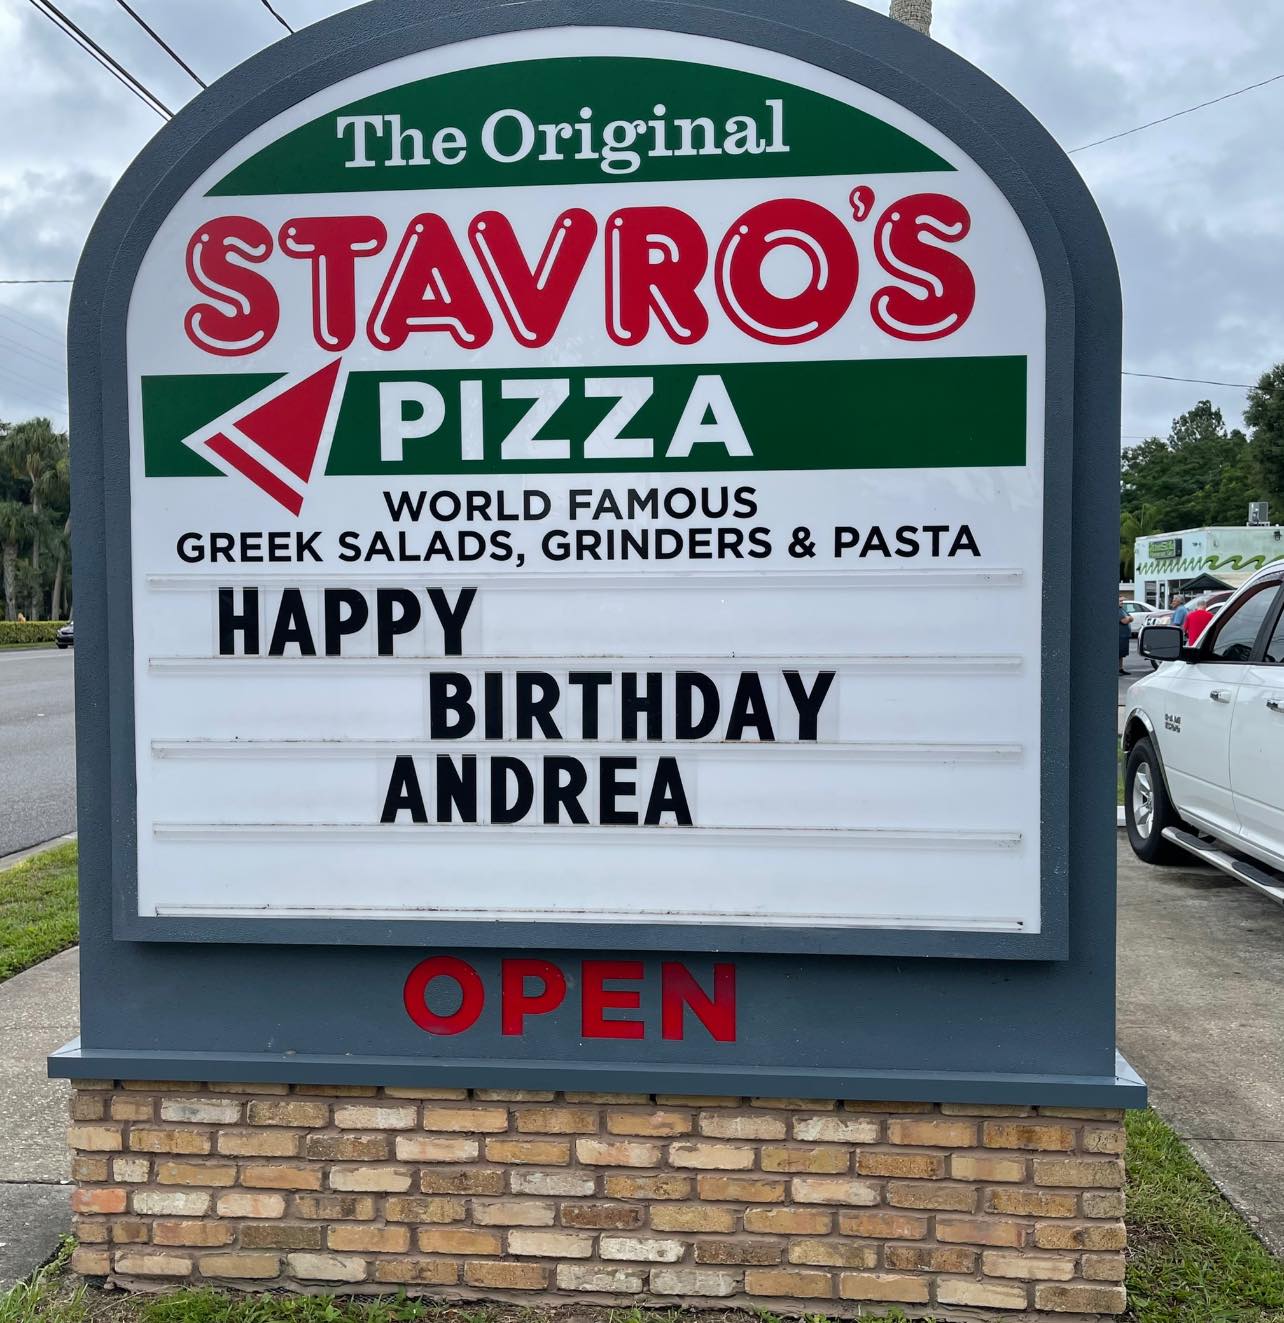 The Original
STAVRO'S
PIZZA
WORLD FAMOUS
GREEK SALADS, GRINDERS & PASTA
HAPPY
BIRTHDAY
ANDREA
OPEN